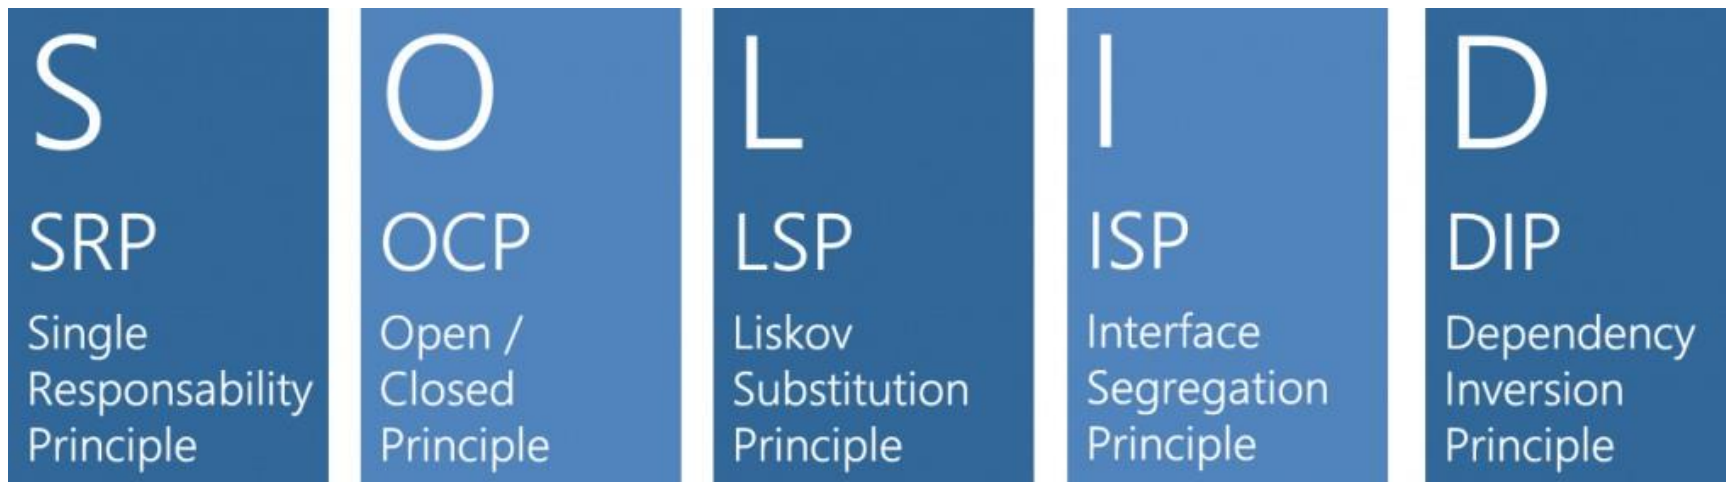 S
SRP
Single
Responsability
Principle
O
OCP
Open /
Closed
Principle
L
LSP
Liskov
Substitution
Principle
I
ISP
Interface
Segregation
Principle
D
DIP
Dependency
Inversion
Principle